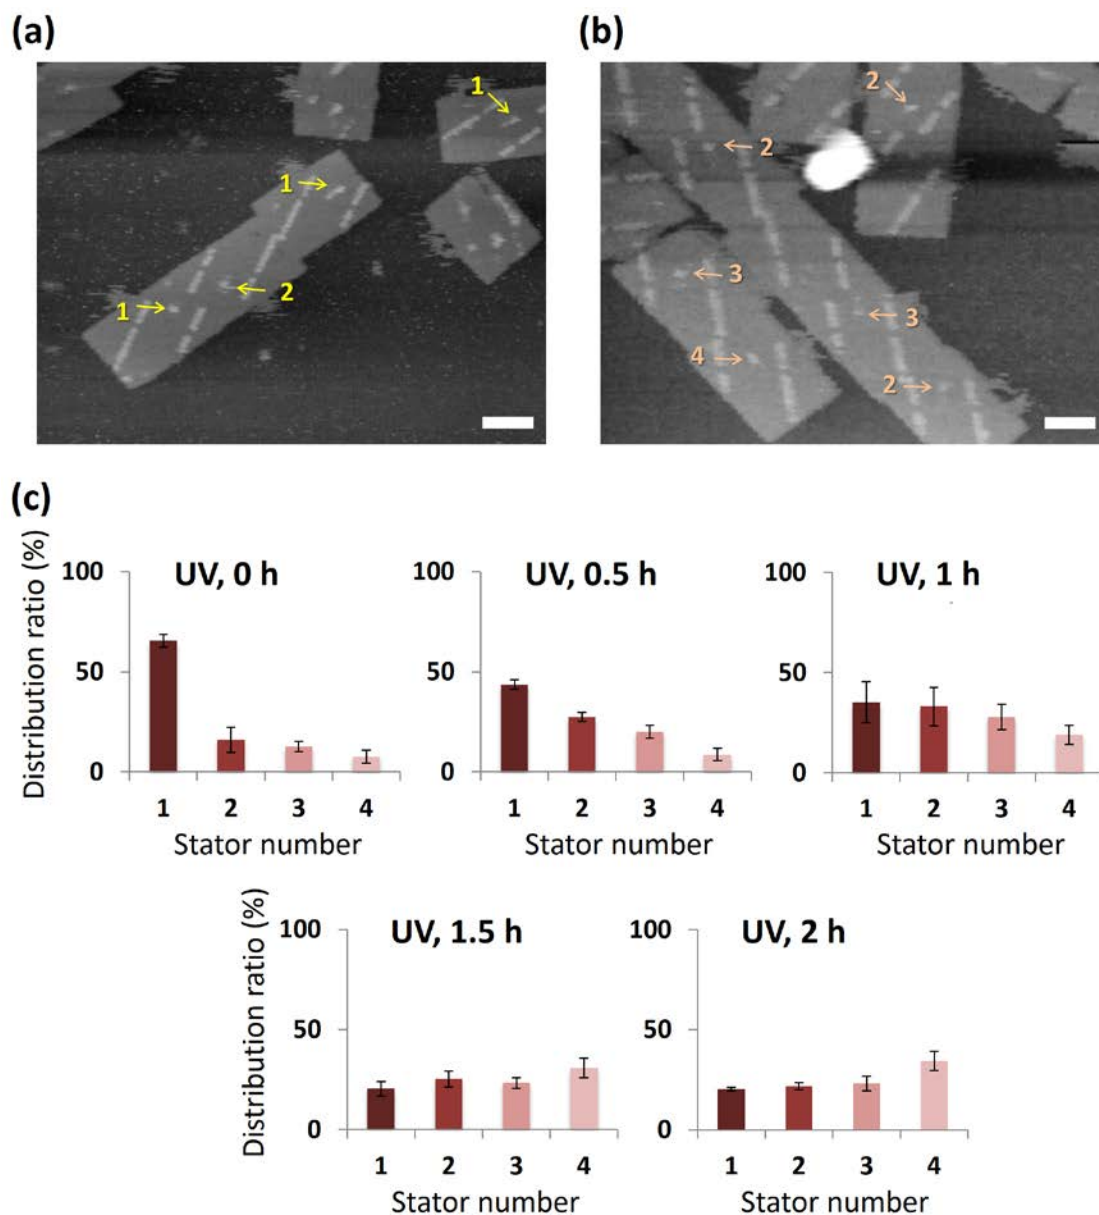 (a)
(b)
1
1
1
2
2
2
3
3
4
2
(c)
Distribution ratio (%)
UV, 0 h
100
50
0
1 2 3 4
Stator number
UV, 0.5 h
100
50
0
1 2 3 4
Stator number
UV, 1 h
100
50
0
1 2 3 4
Stator number
Distribution ratio (%)
UV, 1.5 h
100
50
0
1 2 3 4
Stator number
UV, 2 h
100
50
0
1 2 3 4
Stator number